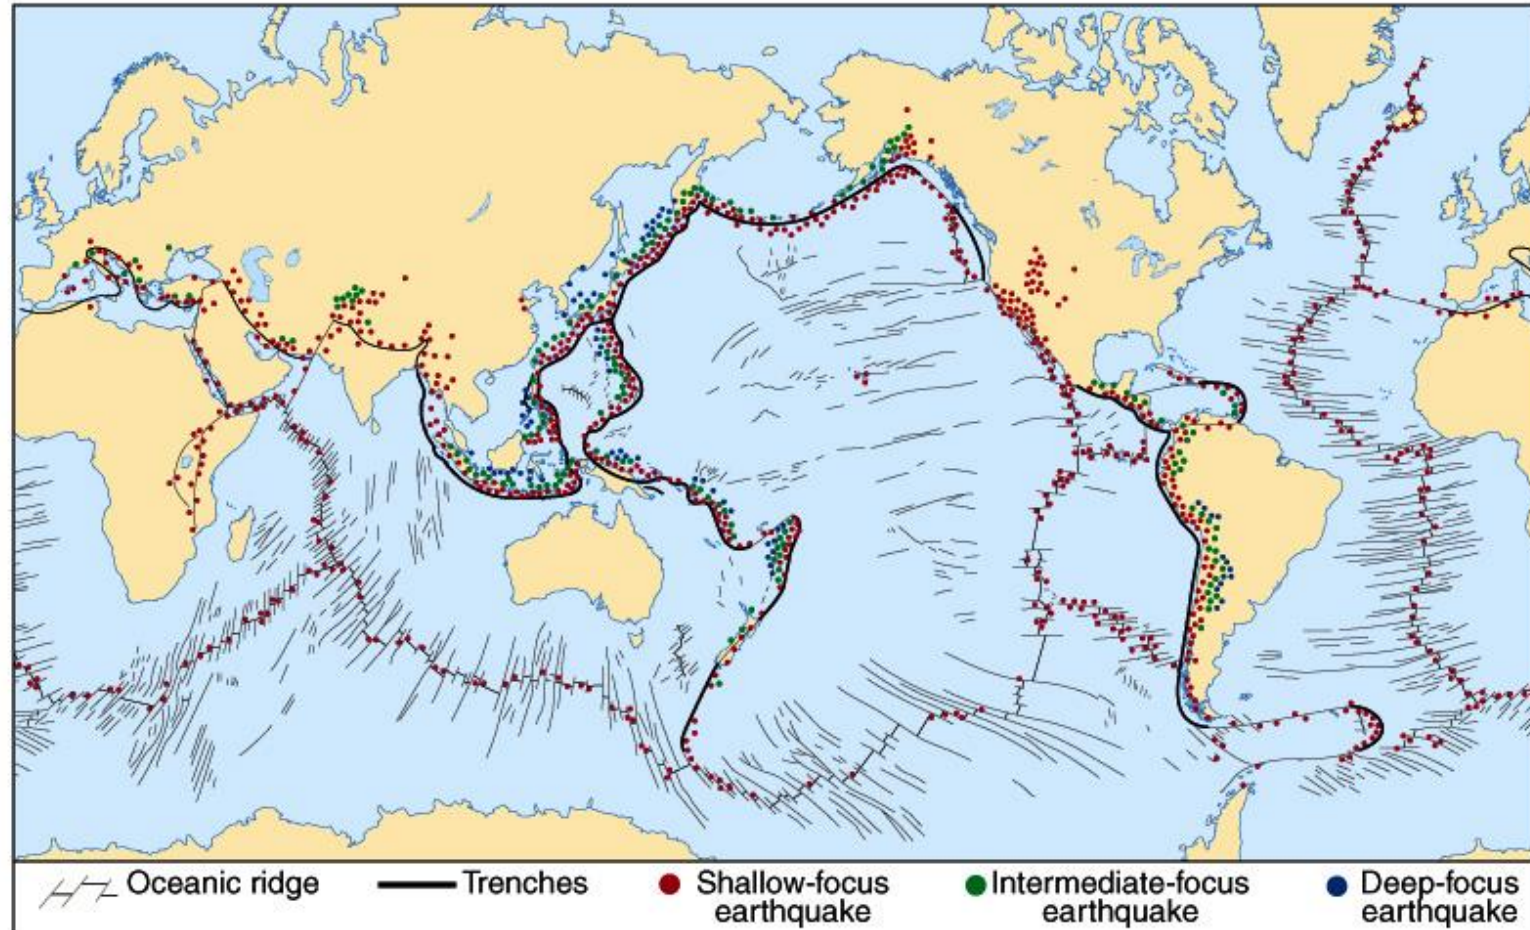 Oceanic ridge
Trenches
Shallow-focus
earthquake
Intermediate-focus
earthquake
Deep-focus
earthquake